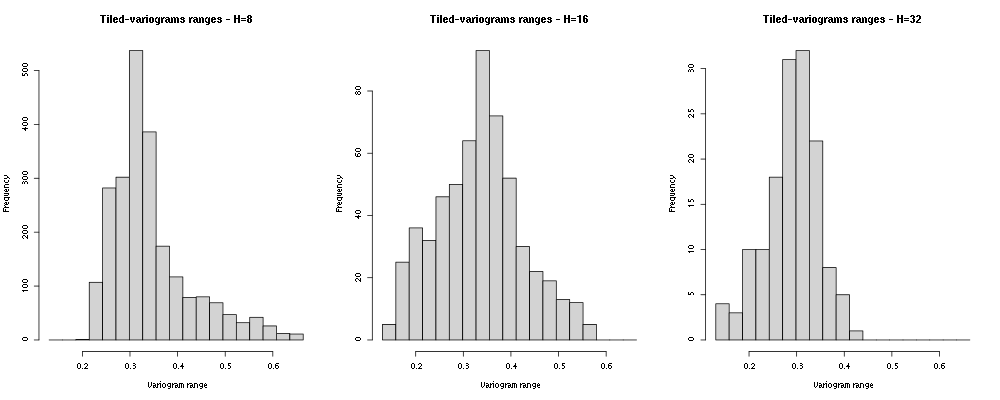 Tiled-variograms ranges - H=8
Frequency
500
400
300
200
100
0
0.2 0.3 0.4 0.5 0.6
Variogram range
Tiled-variograms ranges - H=16
Frequency
80
60
40
20
0
0.2 0.3 0.4 0.5 0.6
Variogram range
Tiled-variograms ranges - H=32
Frequency
30
25
20
15
10
5
0
0.2 0.3 0.4 0.5 0.6
Variogram range